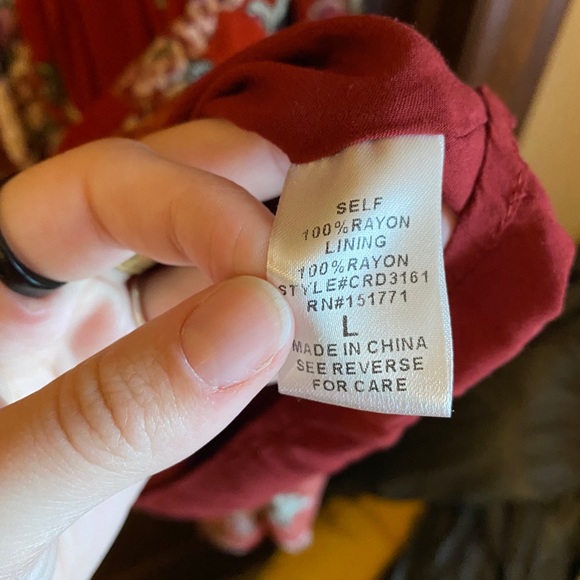 SELF
100%RAYON
LINING
100%RAYON
STYLE#CRD3161
RN#151771
L
MADE IN CHINA
SEE REVERSE
FOR CARE